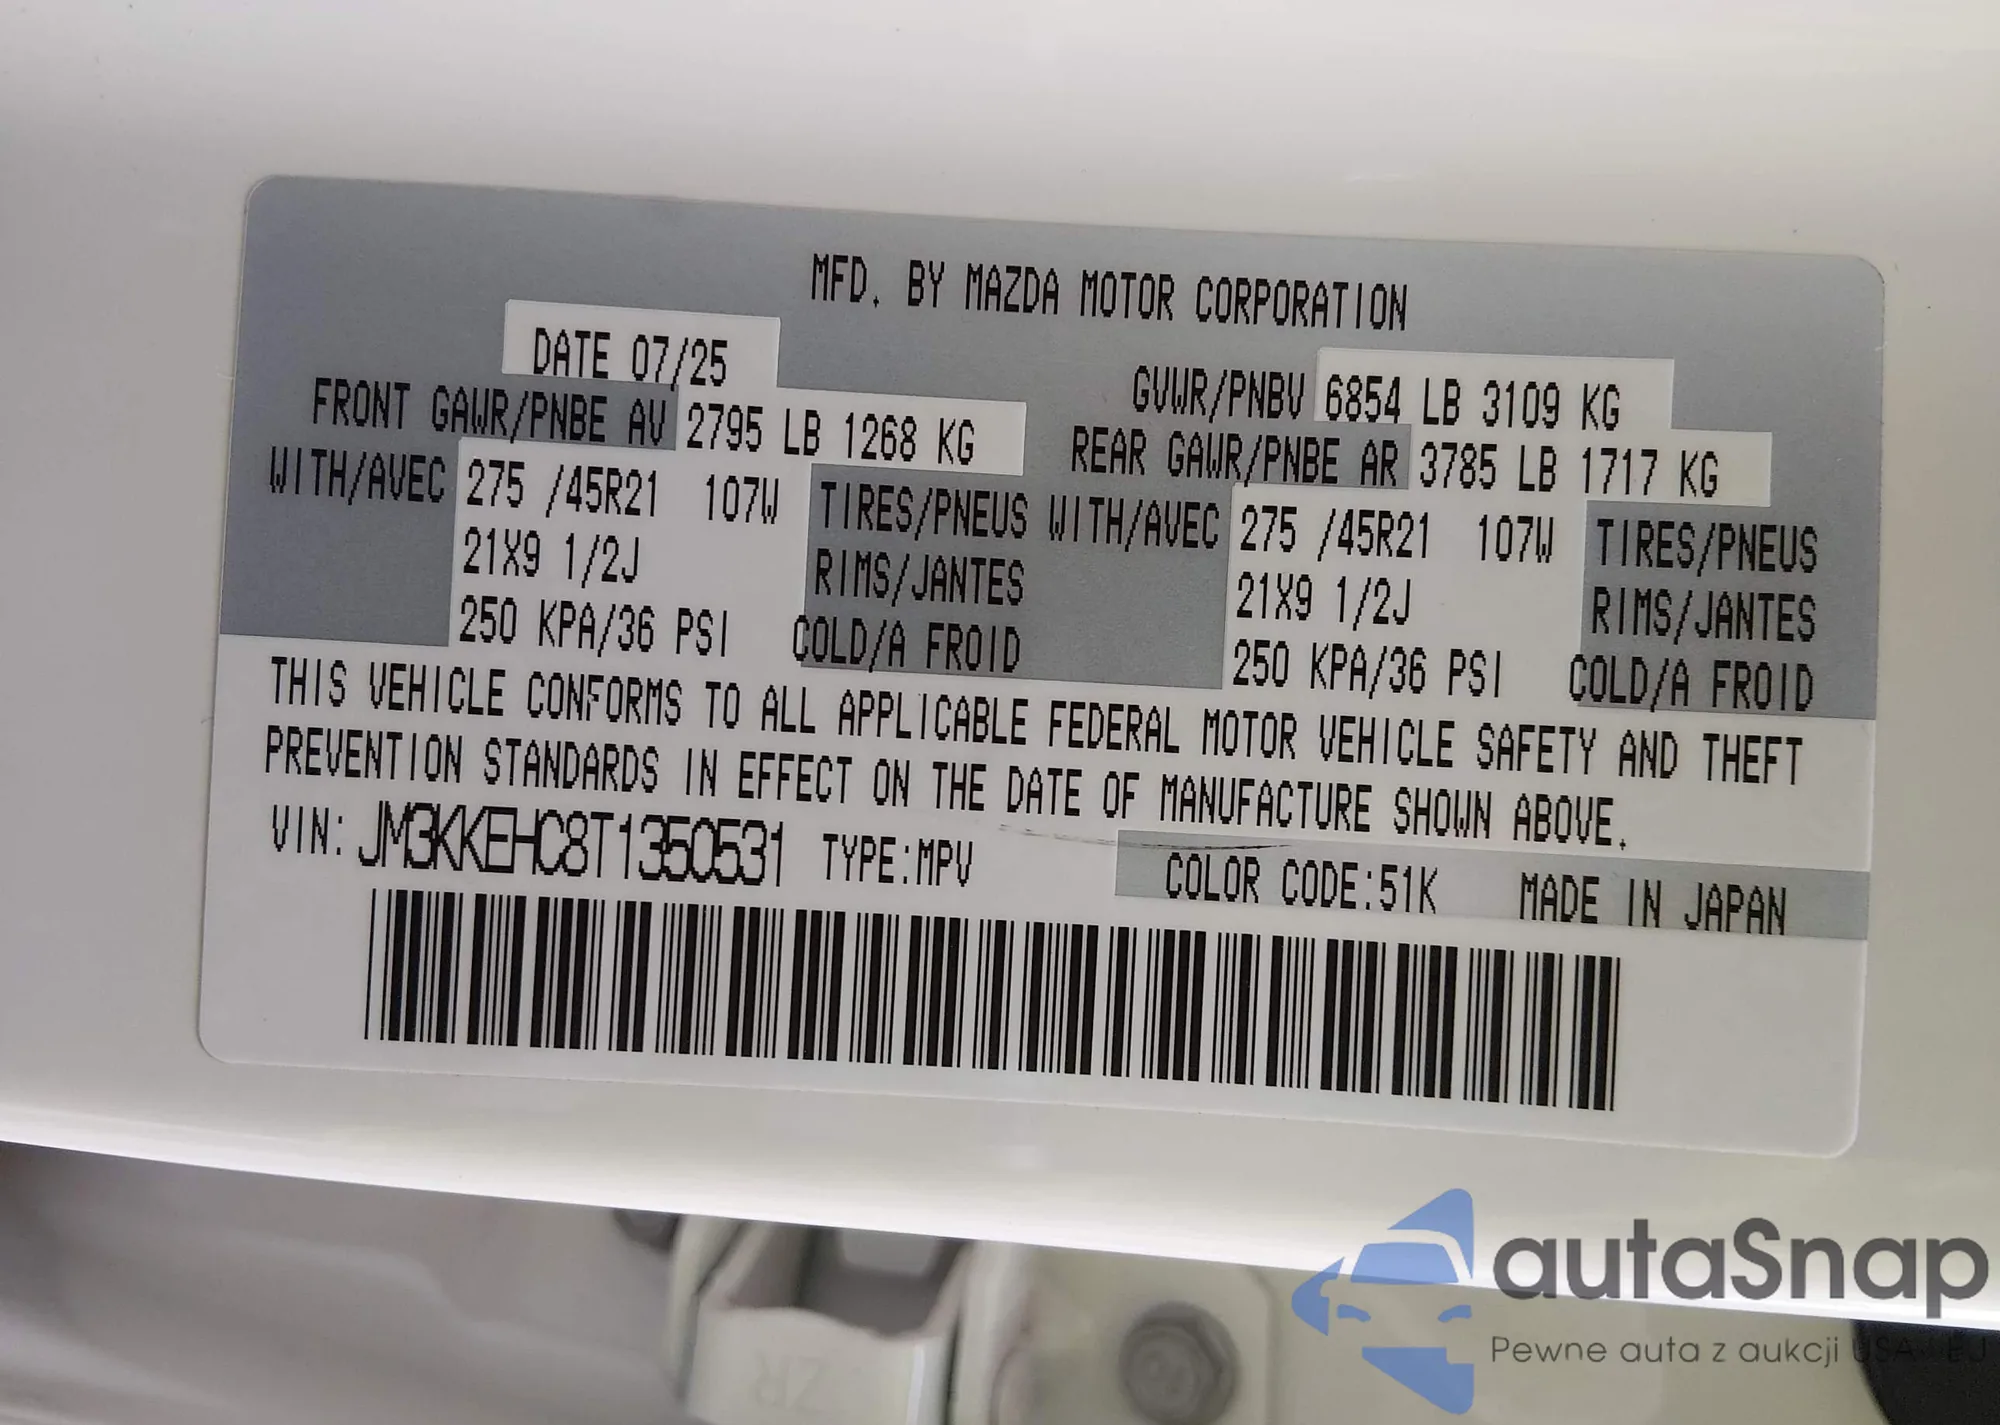 MFD. BY MAZDA MOTOR CORPORATION
DATE 07/25
GVWR/PNBV 6854 LB 3109 KG
FRONT GAWR/PNBE AV 2795 LB 1268 KG
REAR GAWR/PNBE AR 3785 LB 1717 KG
WITH/AVEC 275 /45R21 107W TIRES/PNEUS WITH/AVEC 275 /45R21 107W TIRES/PNEUS
21X9 1/2J RIMS/JANTES 21X9 1/2J RIMS/JANTES
250 KPA/36 PSI COLD/A FROID 250 KPA/36 PSI COLD/A FROID
THIS VEHICLE CONFORMS TO ALL APPLICABLE FEDERAL MOTOR VEHICLE SAFETY AND THEFT
PREVENTION STANDARDS IN EFFECT ON THE DATE OF MANUFACTURE SHOWN ABOVE.
VIN: JM3KKEHC8T1350531 TYPE:MPV COLOR CODE:51K MADE IN JAPAN
autaSnap
Pewne auta z aukcji USA
ZR